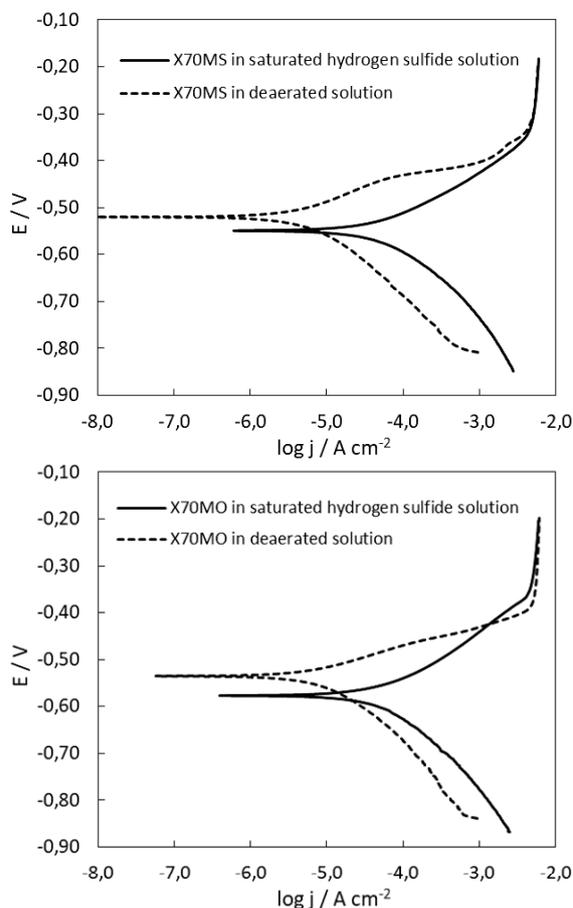 -0,10
-0,20
-0,30
-0,40
-0,50
-0,60
-0,70
-0,80
-0,90
E / V
X70MS in saturated hydrogen sulfide solution
X70MS in deaerated solution
-8,0 -7,0 -6,0 -5,0 -4,0 -3,0 -2,0
log j / A cm⁻²
-0,10
-0,20
-0,30
-0,40
-0,50
-0,60
-0,70
-0,80
-0,90
E / V
X70MO in saturated hydrogen sulfide solution
X70MO in deaerated solution
-8,0 -7,0 -6,0 -5,0 -4,0 -3,0 -2,0
log j / A cm⁻²